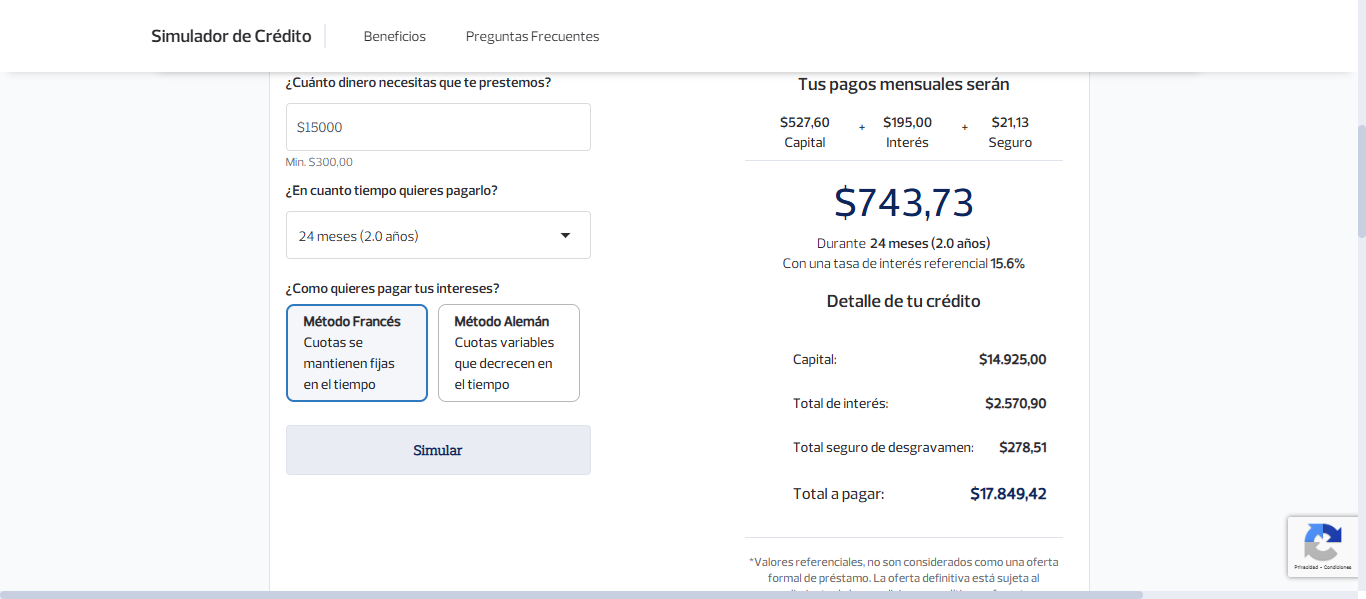 Simulador de Crédito
Beneficios
Preguntas Frecuentes
¿Cuánto dinero necesitas que te prestemos?
$15000
Min. $300,00
¿En cuanto tiempo quieres pagarlo?
24 meses (2.0 años)
¿Como quieres pagar tus intereses?
Método Francés
Cuotas se
mantienen fijas
en el tiempo
Método Alemán
Cuotas variables
que decrecen en
el tiempo
Simular
Tus pagos mensuales serán
$527,60 + $195,00 + $21,13
Capital Interés Seguro
$743,73
Durante 24 meses (2.0 años)
Con una tasa de interés referencial 15.6%
Detalle de tu crédito
Capital: $14.925,00
Total de interés: $2.570,90
Total seguro de desgravamen: $278,51
Total a pagar: $17.849,42
*Valores referenciales, no son considerados como una oferta
formal de préstamo. La oferta definitiva está sujeta al
Privacidad - Condiciones